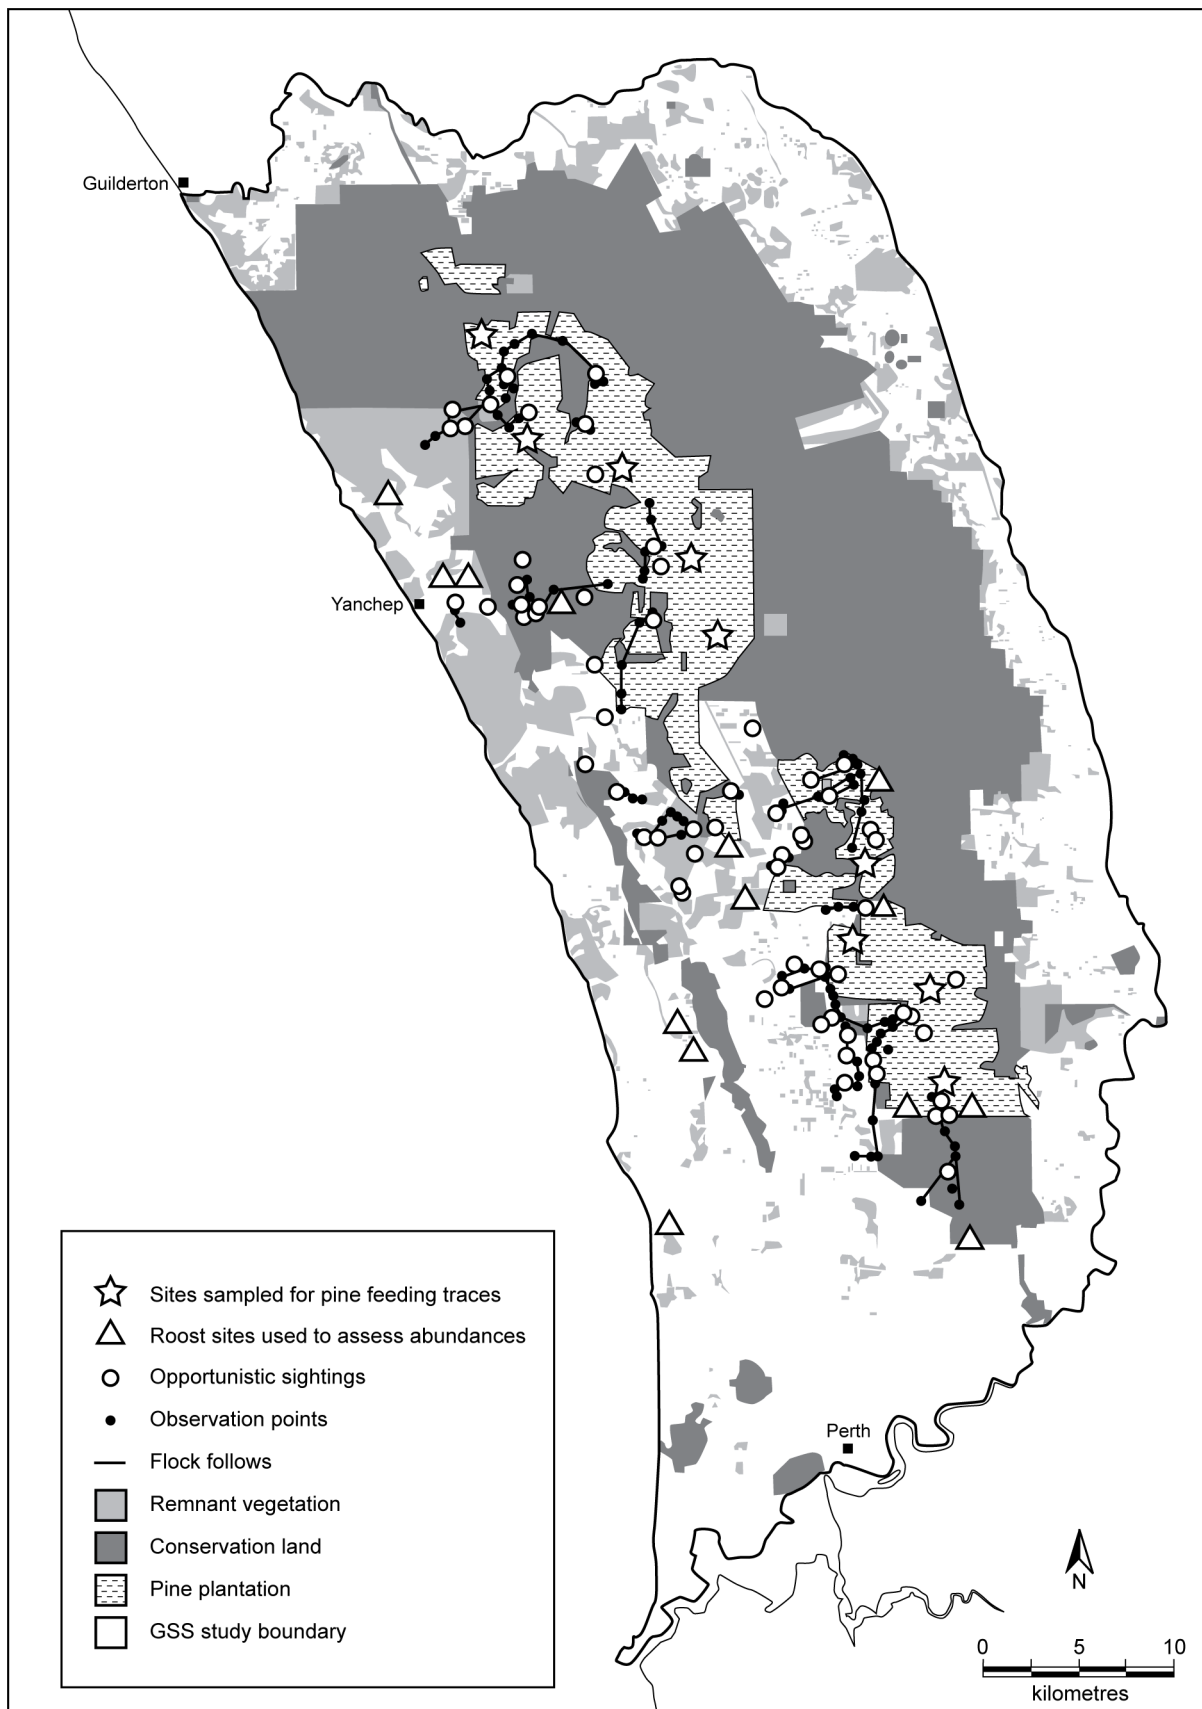 Guilderton
Yanchep
Sites sampled for pine feeding traces
Roost sites used to assess abundances
Opportunistic sightings
Observation points
Flock follows
Remnant vegetation
Conservation land
Pine plantation
GSS study boundary
Perth
N
0 5 10
kilometres